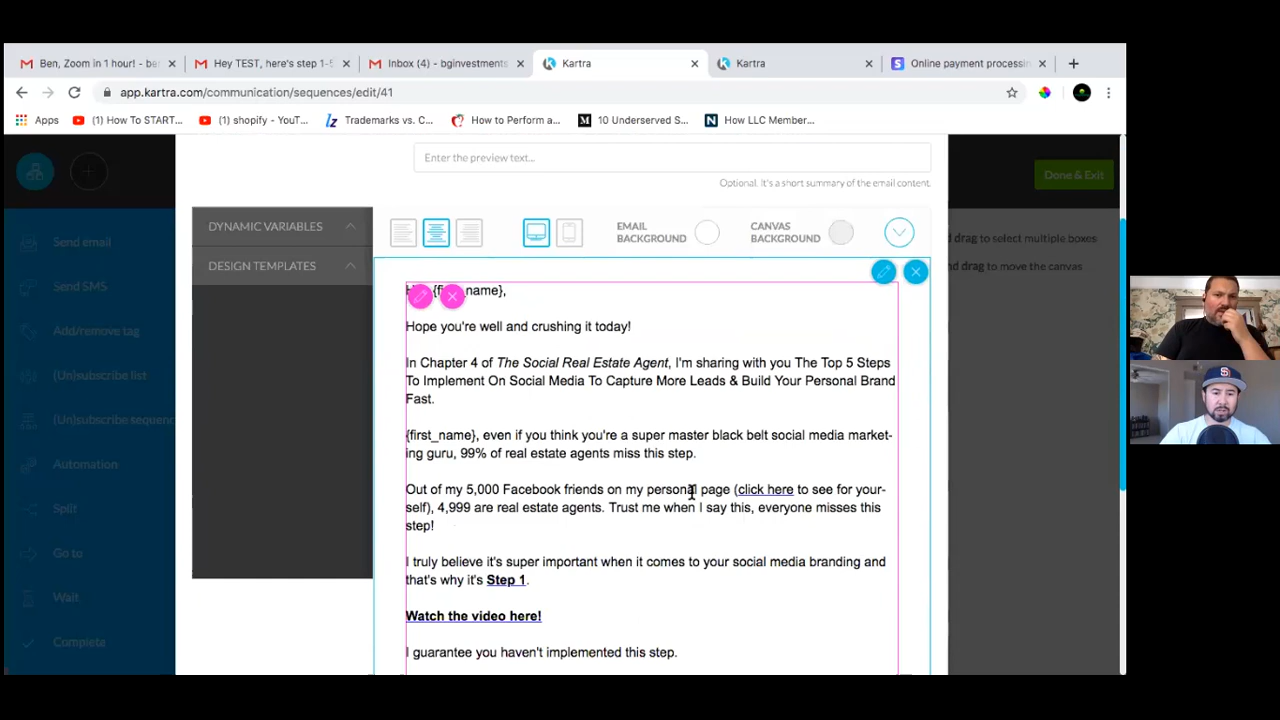 Ben, Zoom in 1 hour! - be
Hey TEST, here's step 1-5
Inbox (4) - bginvestments
Kartra
Kartra
Online payment processin
app.kartra.com/communication/sequences/edit/41
Apps
(1) How To START...
(1) shopify - YouT...
Trademarks vs. C...
How to Perform a...
10 Underserved S...
How LLC Member...
Enter the preview text...
Optional. It's a short summary of the email content.
Done & Exit
DYNAMIC VARIABLES
DESIGN TEMPLATES
EMAIL
BACKGROUND
CANVAS
BACKGROUND
Send email
Send SMS
Add/remove tag
(Un)subscribe list
(Un)subscribe sequenc
Automation
Split
Go to
Wait
Complete
drag to select multiple boxes
nd drag to move the canvas
_name},
Hope you're well and crushing it today!
In Chapter 4 of The Social Real Estate Agent, I'm sharing with you The Top 5 Steps
To Implement On Social Media To Capture More Leads & Build Your Personal Brand
Fast.
{first_name}, even if you think you're a super master black belt social media market-
ing guru, 99% of real estate agents miss this step.
Out of my 5,000 Facebook friends on my personal page (click here to see for your-
self), 4,999 are real estate agents. Trust me when I say this, everyone misses this
step!
I truly believe it's super important when it comes to your social media branding and
that's why it's Step 1.
Watch the video here!
I guarantee you haven't implemented this step.